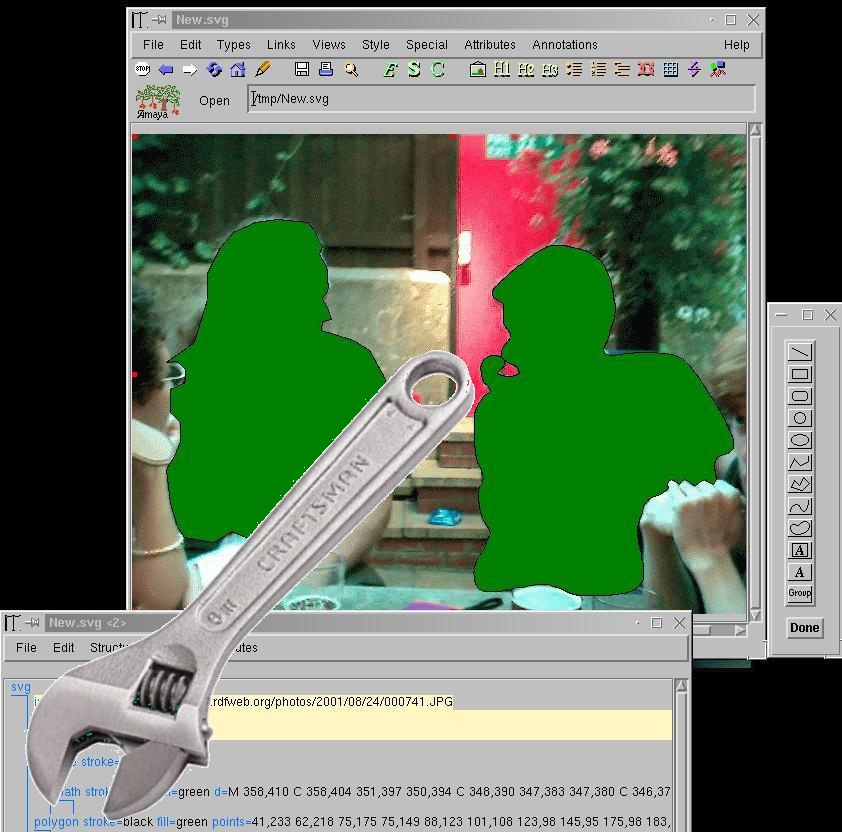 New.svg
File Edit Types Links Views Style Special Attributes Annotations Help
STOP E S C H1 H2 H3
Amaya Open /tmp/New.svg
CRAFTSMAN
A
A
Group
Done
New.svg <2>
File Edit
svg
.rdfweb.org/photos/2001/08/24/000741.JPG
stroke=
path =green d=M 358,410 C 358,404 351,397 350,394 C 348,390 347,383 347,380 C 346,37
polygon stroke=black fill=green points=41,233 62,218 75,175 75,149 88,123 101,108 123,98 145,95 175,98 183,